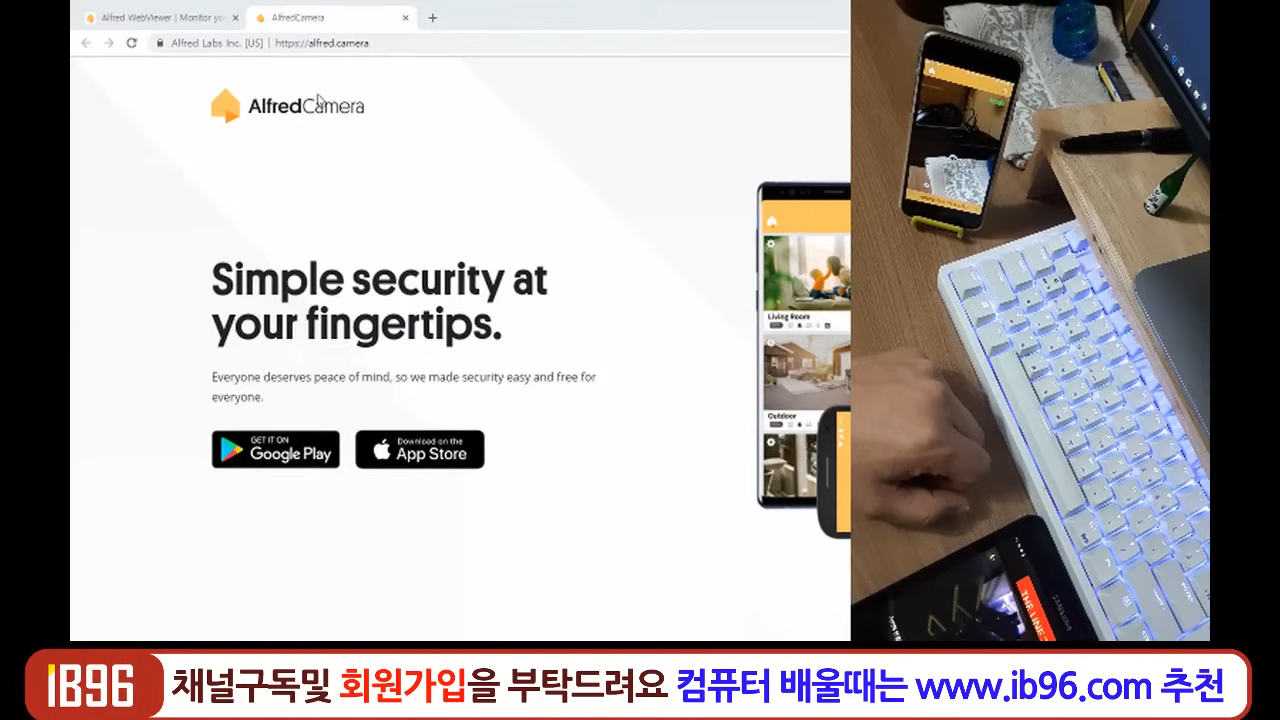 Alfred WebViewer | Monitor yo
AlfredCamera
Alfred Labs Inc. [US] | https://alfred.camera
AlfredCamera
Simple security at
your fingertips.
Everyone deserves peace of mind, so we made security easy and free for
everyone.
GET IT ON
Google Play
Download on the
App Store
Living Room
Outdoor
THE LINE
SAMSUNG
IB96 채널구독및 회원가입을 부탁드려요 컴퓨터 배울때는 www.ib96.com 추천